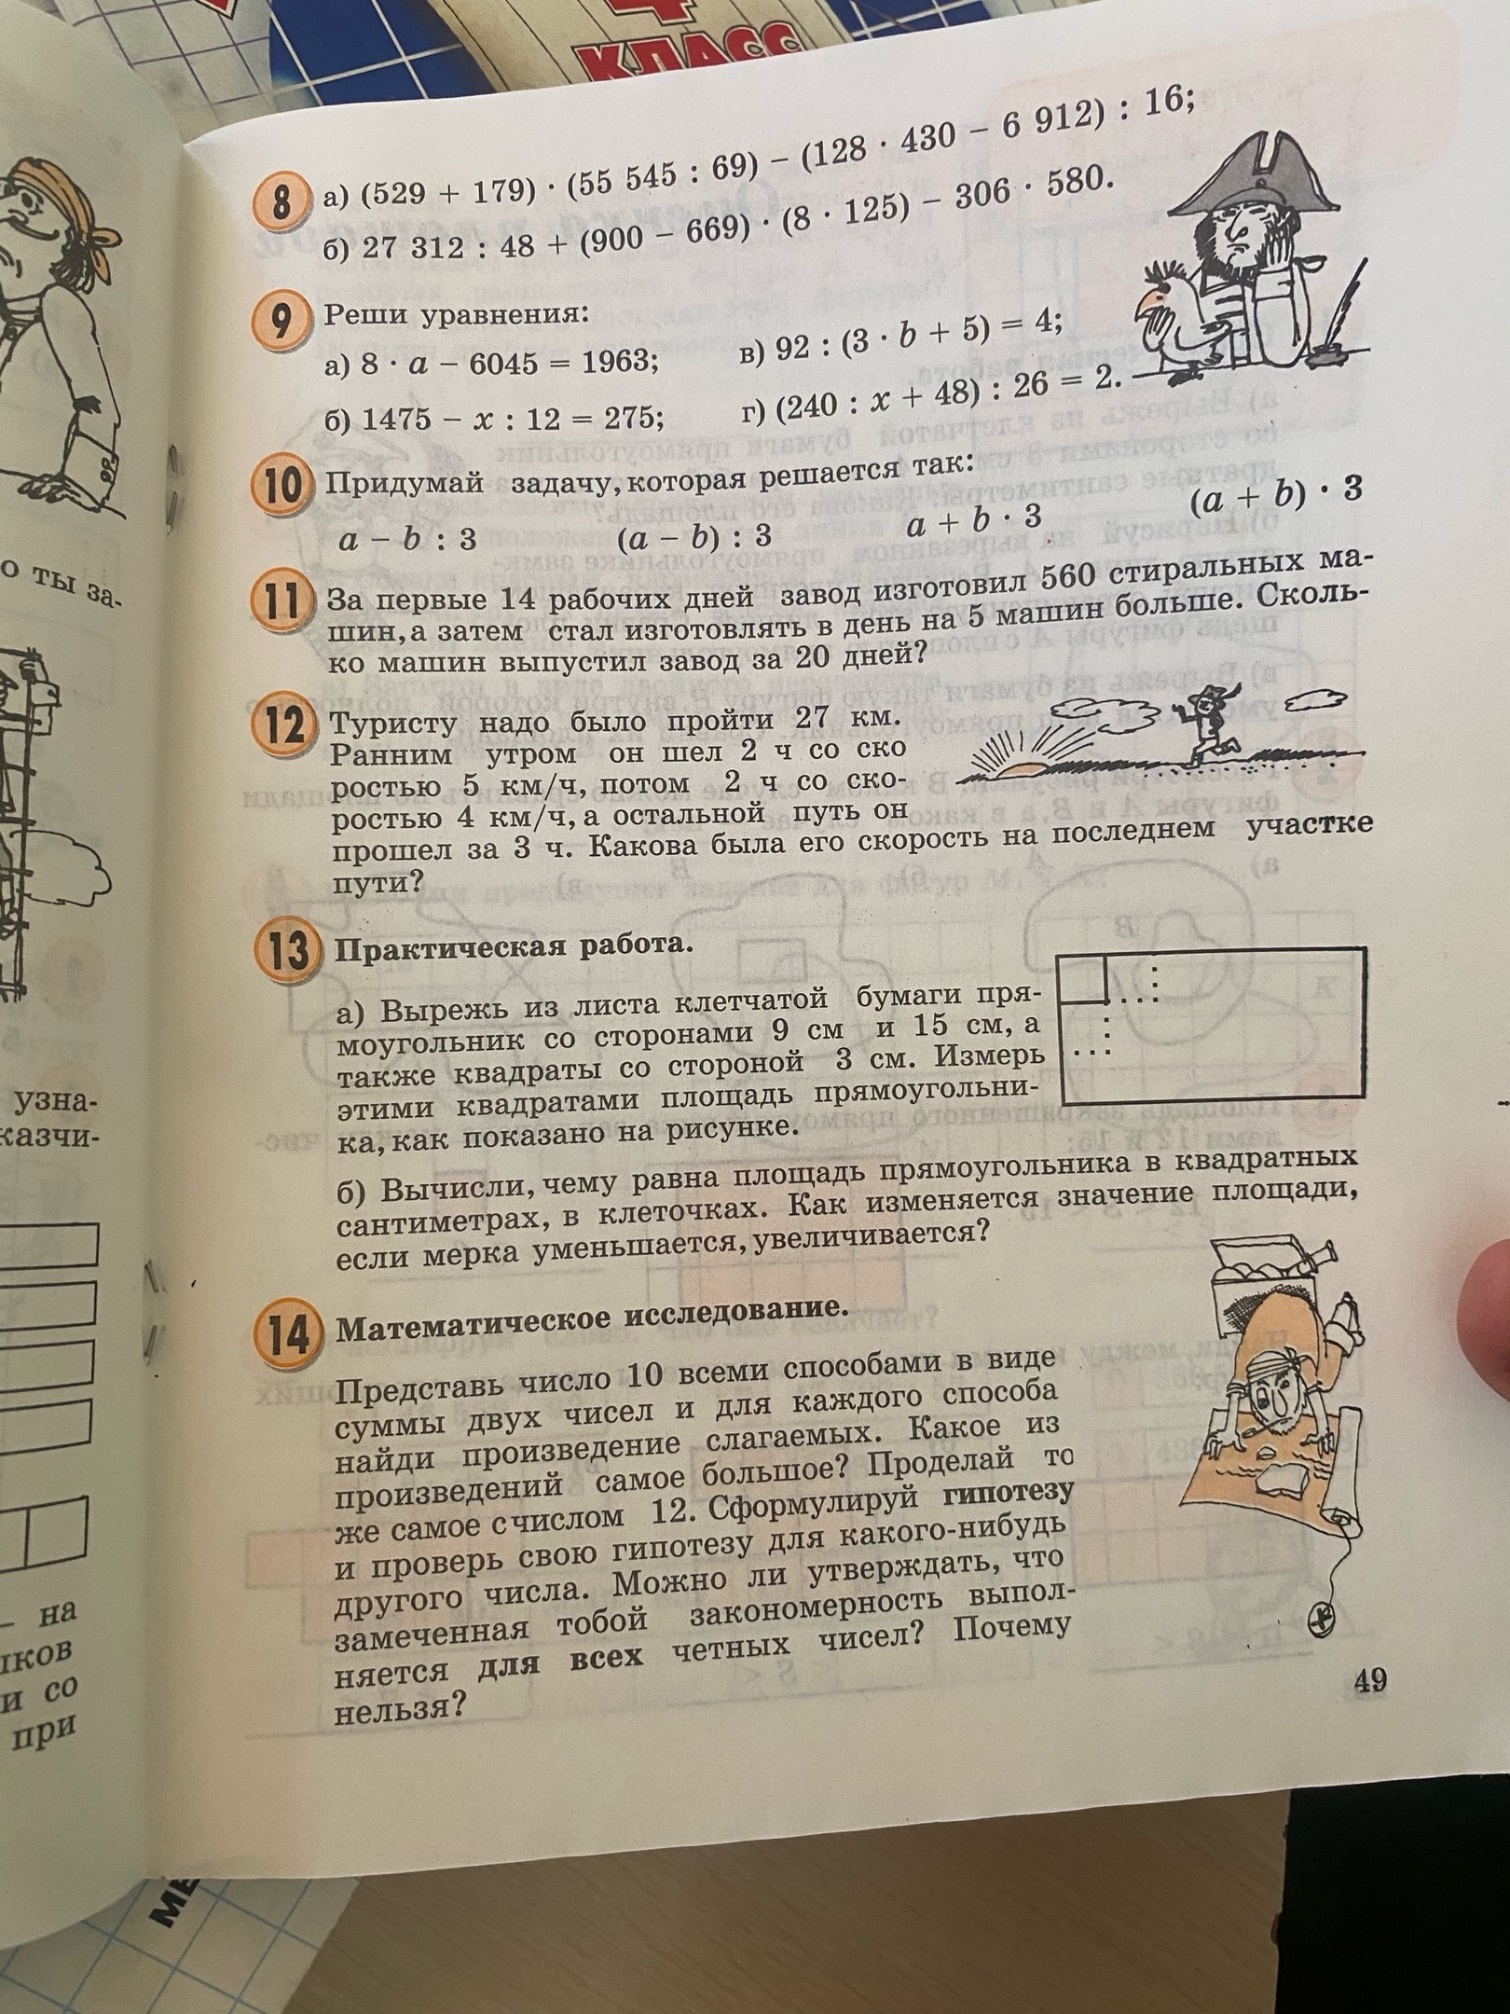 КЛАСС
8 а) (529 + 179) · (55 545 : 69) − (128 · 430 − 6 912) : 16;
б) 27 312 : 48 + (900 − 669) · (8 · 125) − 306 · 580.
9 Реши уравнения:
а) 8 · a − 6045 = 1963; в) 92 : (3 · b + 5) = 4;
б) 1475 − x : 12 = 275; г) (240 : x + 48) : 26 = 2.
10 Придумай задачу, которая решается так:
a − b : 3 (a − b) : 3 a + b · 3 (a + b) · 3
11 За первые 14 рабочих дней завод изготовил 560 стиральных ма-
шин, а затем стал изготовлять в день на 5 машин больше. Сколь-
ко машин выпустил завод за 20 дней?
12 Туристу надо было пройти 27 км.
Ранним утром он шел 2 ч со ско
ростью 5 км/ч, потом 2 ч со ско-
ростью 4 км/ч, а остальной путь он
прошел за 3 ч. Какова была его скорость на последнем участке
пути?
13 Практическая работа.
а) Вырежь из листа клетчатой бумаги пря-
моугольник со сторонами 9 см и 15 см, а
также квадраты со стороной 3 см. Измерь
этими квадратами площадь прямоугольни-
ка, как показано на рисунке.
б) Вычисли, чему равна площадь прямоугольника в квадратных
сантиметрах, в клеточках. Как изменяется значение площади,
если мерка уменьшается, увеличивается?
14 Математическое исследование.
Представь число 10 всеми способами в виде
суммы двух чисел и для каждого способа
найди произведение слагаемых. Какое из
произведений самое большое? Проделай то
же самое с числом 12. Сформулируй гипотезу
и проверь свою гипотезу для какого-нибудь
другого числа. Можно ли утверждать, что
замеченная тобой закономерность выпол-
няется для всех четных чисел? Почему
нельзя?
49
о ты за-
узна-
казчи-
— на
иков
и со
при